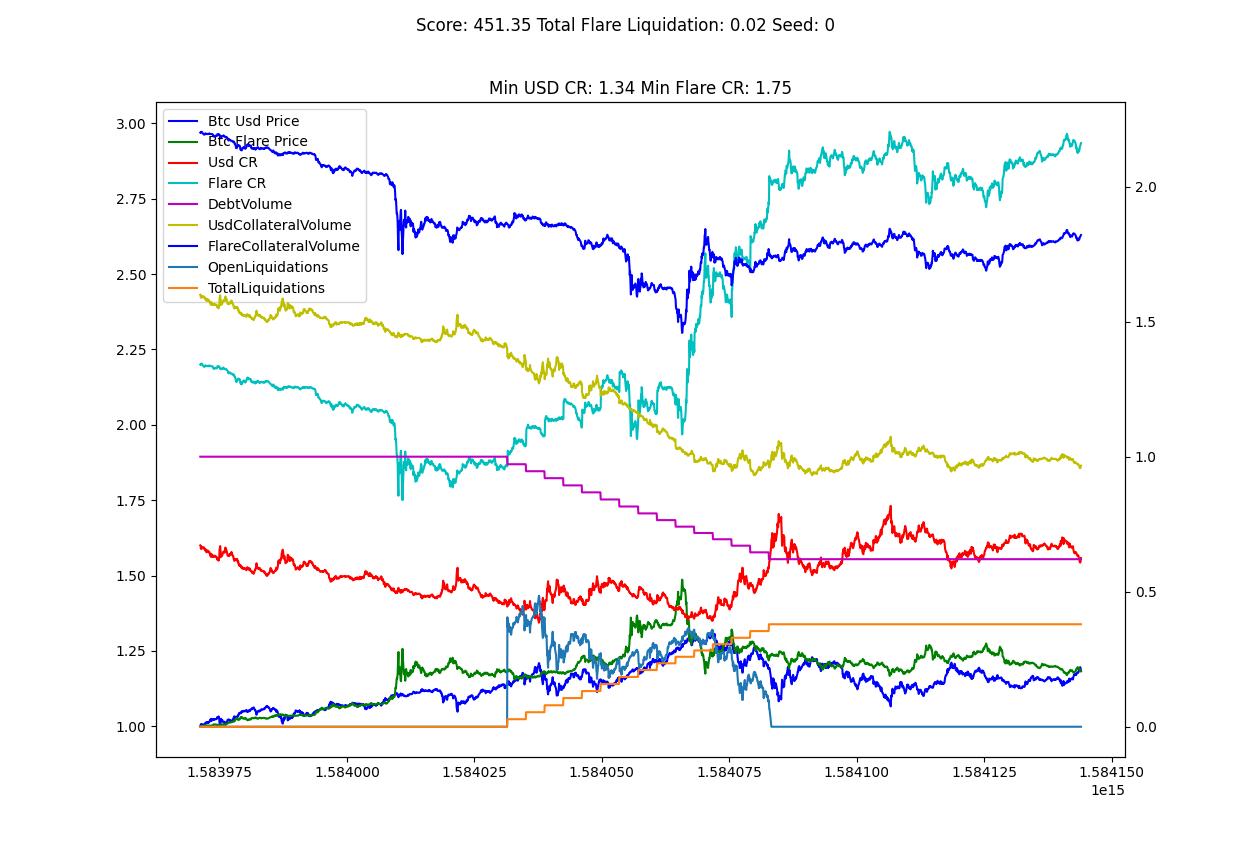 Score: 451.35 Total Flare Liquidation: 0.02 Seed: 0
Min USD CR: 1.34 Min Flare CR: 1.75
Btc Usd Price
Btc Flare Price
Usd CR
Flare CR
DebtVolume
UsdCollateralVolume
FlareCollateralVolume
OpenLiquidations
TotalLiquidations
3.00
2.75
2.50
2.25
2.00
1.75
1.50
1.25
1.00
2.0
1.5
1.0
0.5
0.0
1.583975 1.584000 1.584025 1.584050 1.584075 1.584100 1.584125 1.584150
1e15